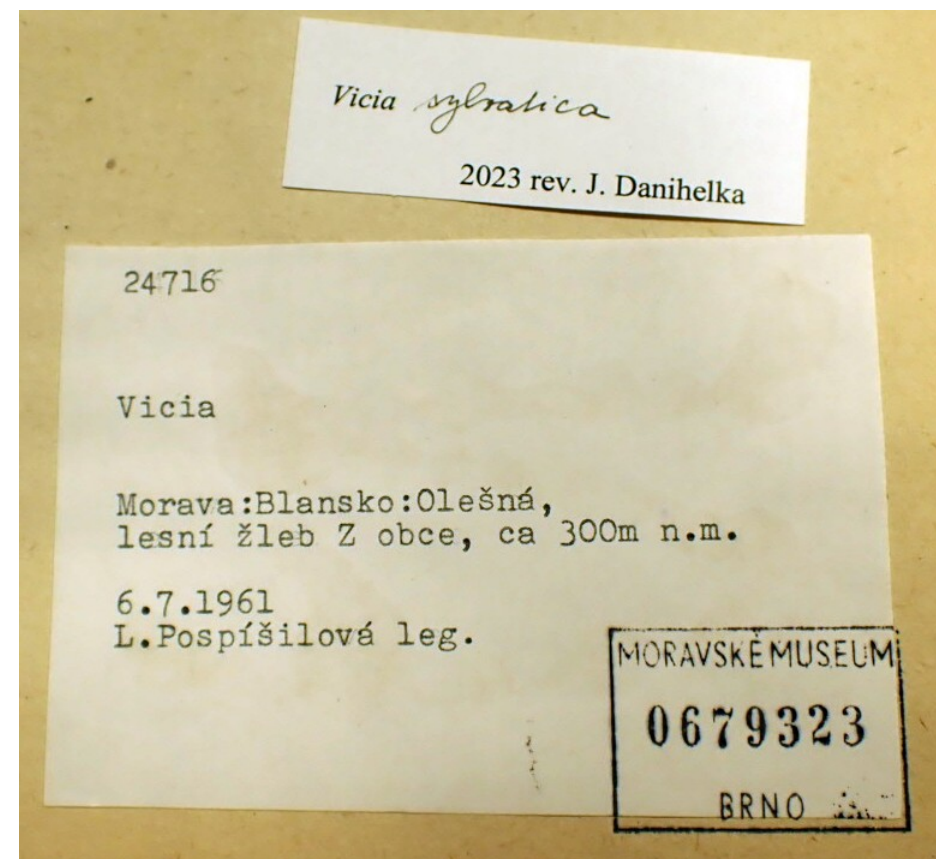 Vicia sylvatica
2023 rev. J. Danihelka
24716
Vicia
Morava:Blansko:Olešná,
lesní žleb Z obce, ca 300m n.m.
6.7.1961
L.Pospíšilová leg.
MORAVSKÉ MUSEUM
0679323
BRNO